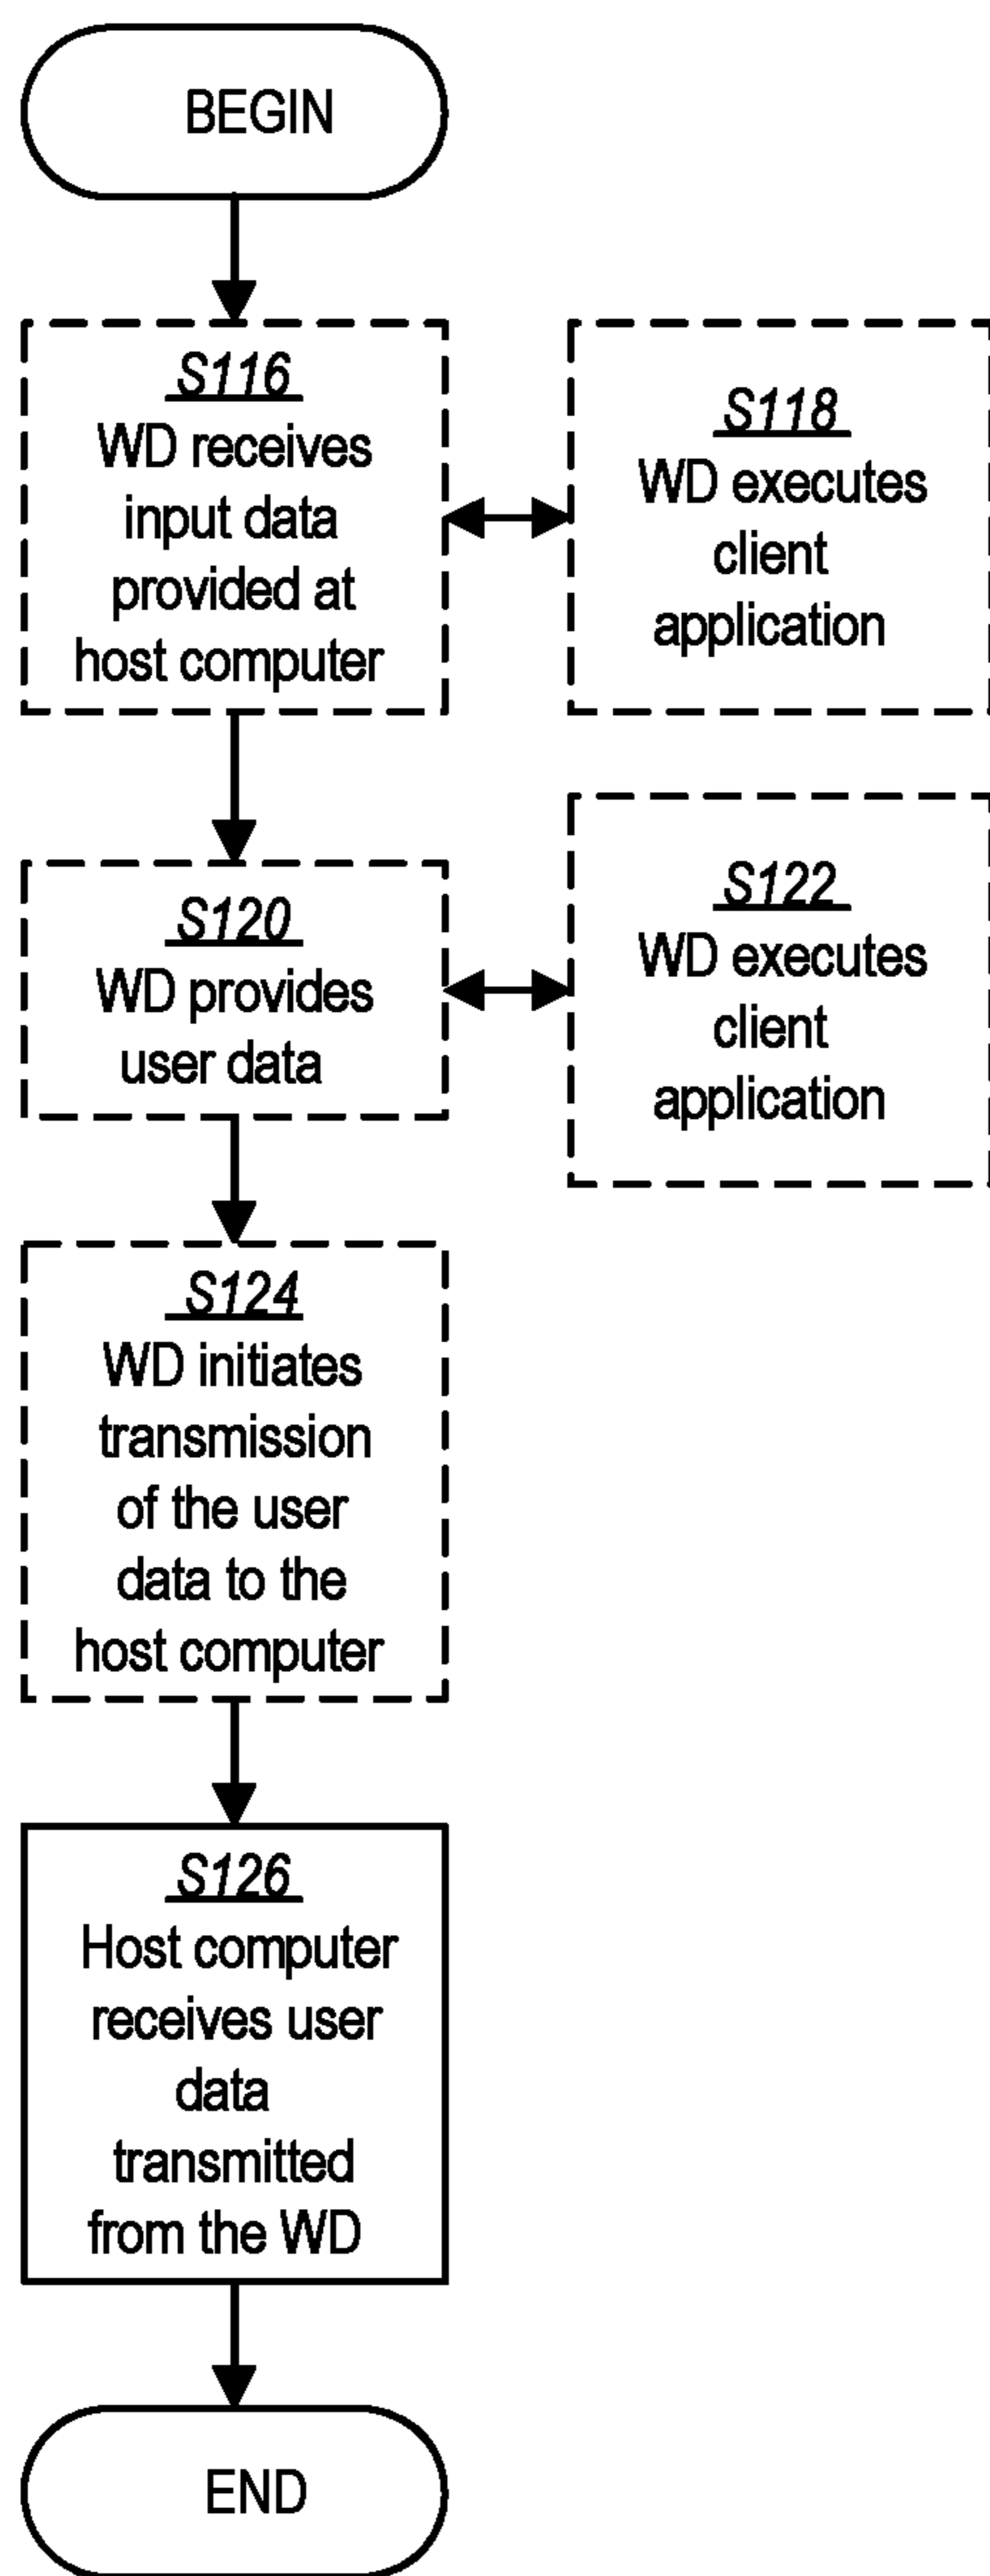 BEGIN
S116
WD receives
input data
provided at
host computer
S118
WD executes
client
application
S120
WD provides
user data
S122
WD executes
client
application
S124
WD initiates
transmission
of the user
data to the
host computer
S126
Host computer
receives user
data
transmitted
from the WD
END